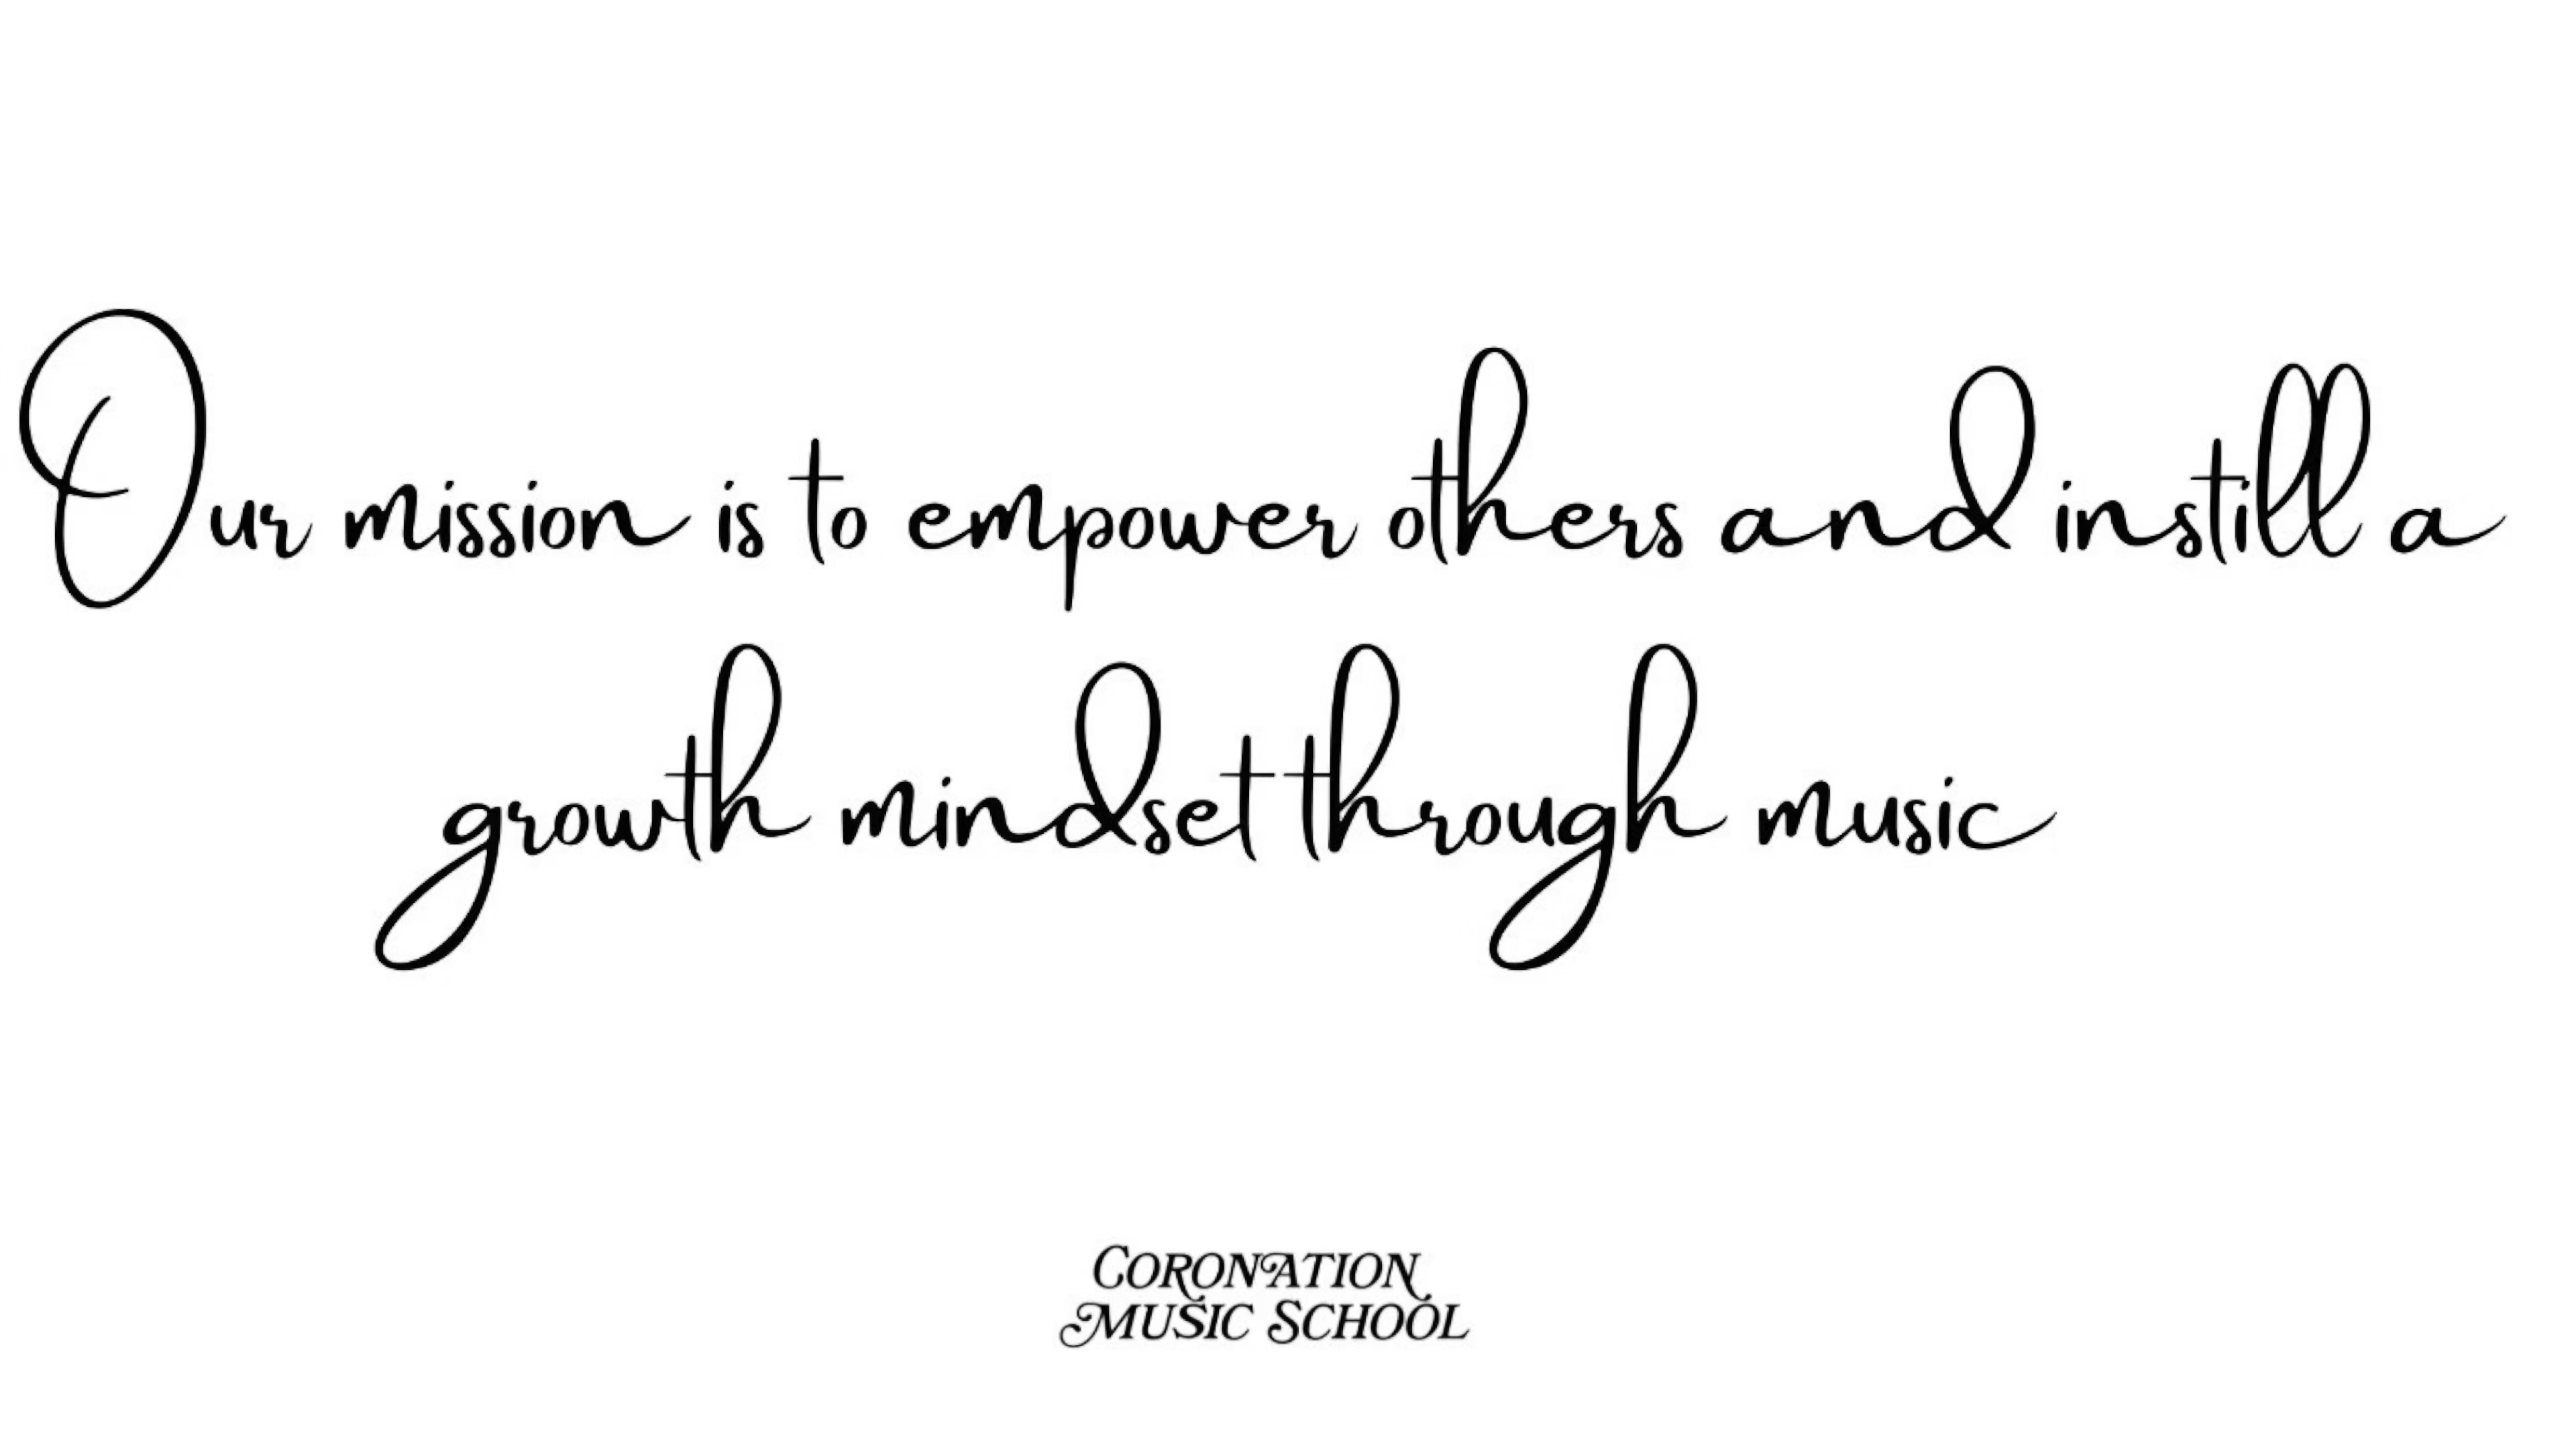 Our mission is to empower others and instill a
growth mindset through music
CORONATION
MUSIC SCHOOL